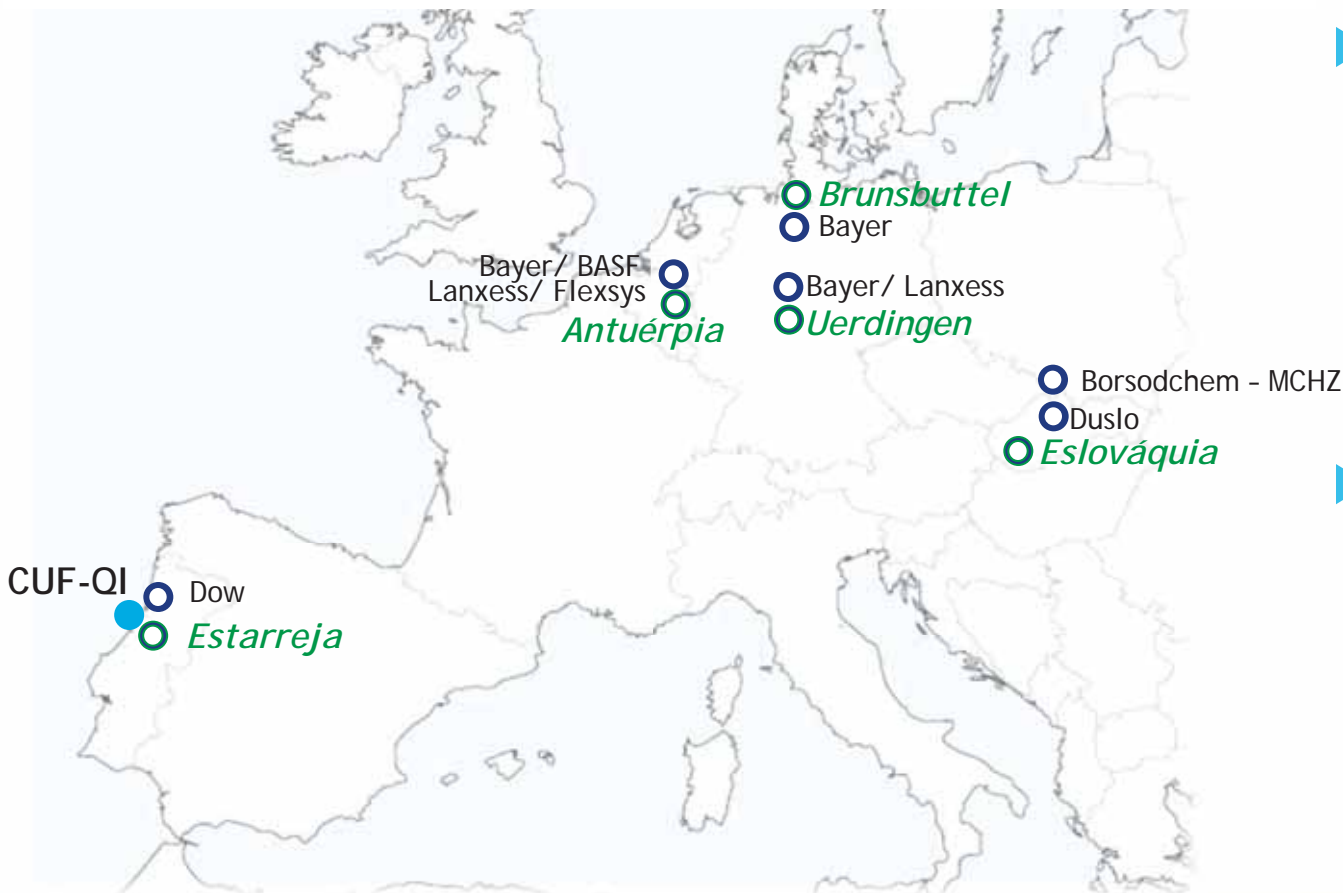 Brunsbuttel
Bayer
Bayer/ BASF
Lanxess/ Flexsys
Antuérpia
Bayer/ Lanxess
Uerdingen
Borsodchem - MCHZ
Duslo
Eslováquia
CUF-QI
Dow
Estarreja